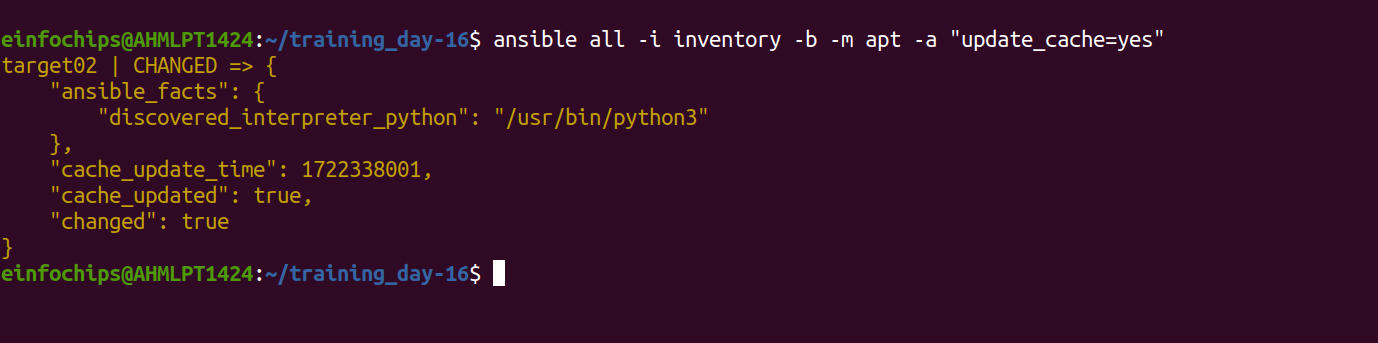 einfochips@AHMLPT1424:~/training_day-16$ ansible all -i inventory -b -m apt -a "update_cache=yes"
target02 | CHANGED => {
    "ansible_facts": {
        "discovered_interpreter_python": "/usr/bin/python3"
    },
    "cache_update_time": 1722338001,
    "cache_updated": true,
    "changed": true
}
einfochips@AHMLPT1424:~/training_day-16$